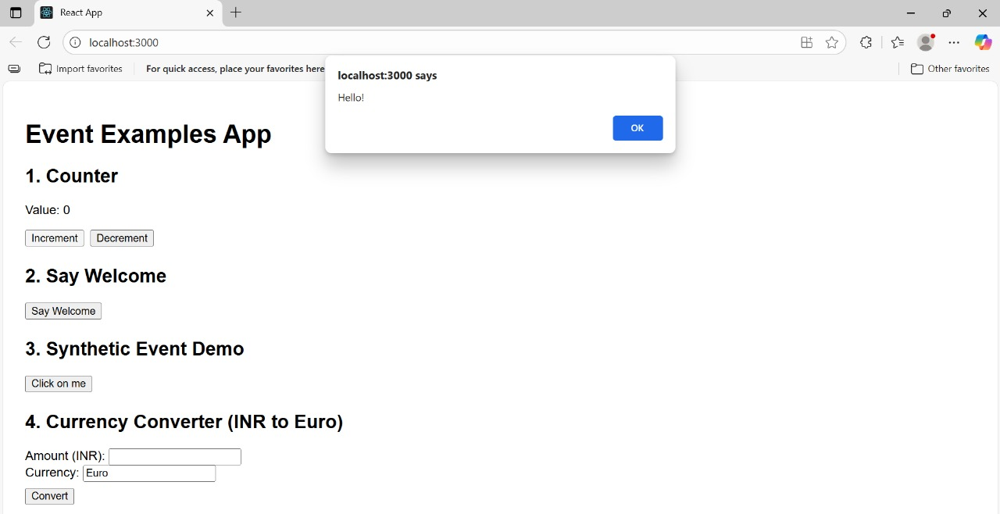 React App
localhost:3000
Import favorites
For quick access, place your favorites here
Other favorites
localhost:3000 says
Hello!
OK
Event Examples App
1. Counter
Value: 0
Increment Decrement
2. Say Welcome
Say Welcome
3. Synthetic Event Demo
Click on me
4. Currency Converter (INR to Euro)
Amount (INR):
Currency: Euro
Convert